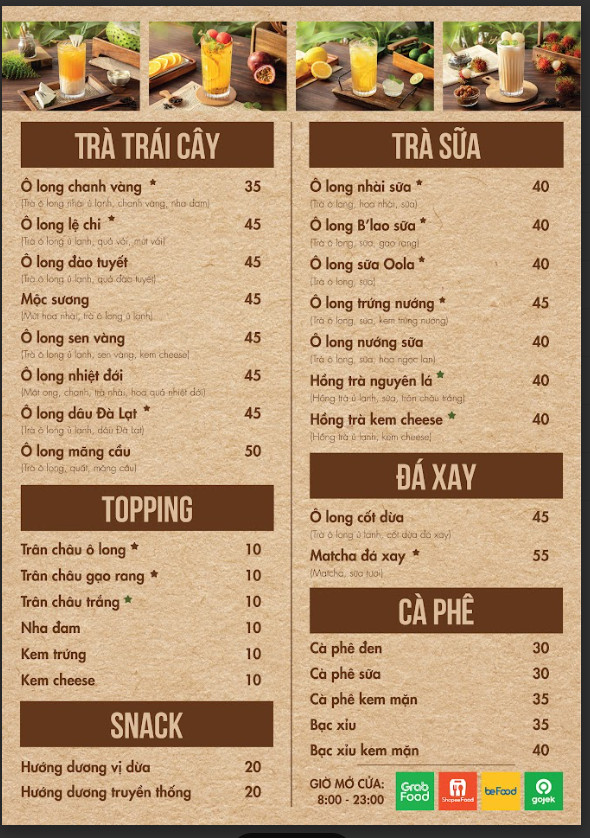 TRÀ TRÁI CÂY
Ô long chanh vàng ★ 35
(Trà ô long nhài ủ lạnh, chanh vàng, nha đam)
Ô long lệ chi ★ 45
(Trà ô long ủ lạnh, quả vải, mứt vải)
Ô long đào tuyết 45
(Trà ô long ủ lạnh, quả đào tuyết)
Mộc sương 45
(Mứt hoa nhài, trà ô long ủ lạnh)
Ô long sen vàng 45
(Trà ô long ủ lạnh, sen vàng, kem cheese)
Ô long nhiệt đới 45
(Mật ong, chanh, trà nhài, hoa quả nhiệt đới)
Ô long dâu Đà Lạt ★ 45
(Trà ô long ủ lạnh, dâu Đà Lạt)
Ô long mãng cầu 50
(Trà ô long, quất, mãng cầu)
TOPPING
Trân châu ô long ★ 10
Trân châu gạo rang ★ 10
Trân châu trắng ★ 10
Nha đam 10
Kem trứng 10
Kem cheese 10
SNACK
Hướng dương vị dừa 20
Hướng dương truyền thống 20
TRÀ SỮA
Ô long nhài sữa ★ 40
(Trà ô long, hoa nhài, sữa)
Ô long B'lao sữa ★ 40
(Trà ô long, sữa, gạo rang)
Ô long sữa Oola ★ 40
(Trà ô long, sữa)
Ô long trứng nướng ★ 45
(Trà ô long, sữa, kem trứng nướng)
Ô long nướng sữa 40
(Trà ô long, sữa, hoa ngọc lan)
Hồng trà nguyên lá ★ 40
(Hồng trà ủ lạnh, sữa, trân châu trắng)
Hồng trà kem cheese ★ 40
(Hồng trà ủ lạnh, kem cheese)
ĐÁ XAY
Ô long cốt dừa 45
(Trà ô long ủ lạnh, cốt dừa đá xay)
Matcha đá xay ★ 55
(Matcha, sữa tươi)
CÀ PHÊ
Cà phê đen 30
Cà phê sữa 30
Cà phê kem mặn 35
Bạc xỉu 35
Bạc xỉu kem mặn 40
GIỜ MỞ CỬA:
8:00 - 23:00
Grab
Food
ShopeeFood
beFood
gojek